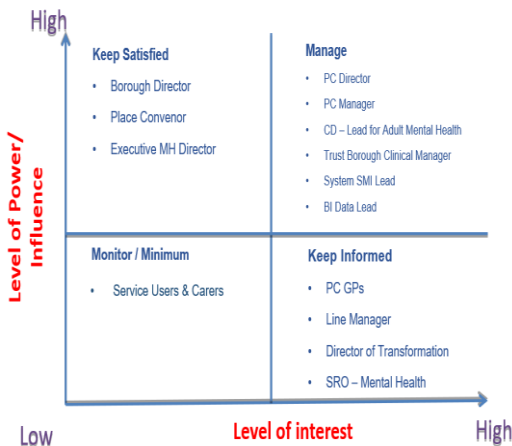 High
High
Keep Satisfied
• Borough Director
• Place Convenor
• Executive MH Director
Manage
• PC Director
• PC Manager
• CD – Lead for Adult Mental Health
• Trust Borough Clinical Manager
• System SMI Lead
• BI Data Lead
Level of Power/
Influence
Monitor / Minimum
• Service Users & Carers
Keep Informed
• PC GPs
• Line Manager
• Director of Transformation
• SRO – Mental Health
Low
Level of interest
High